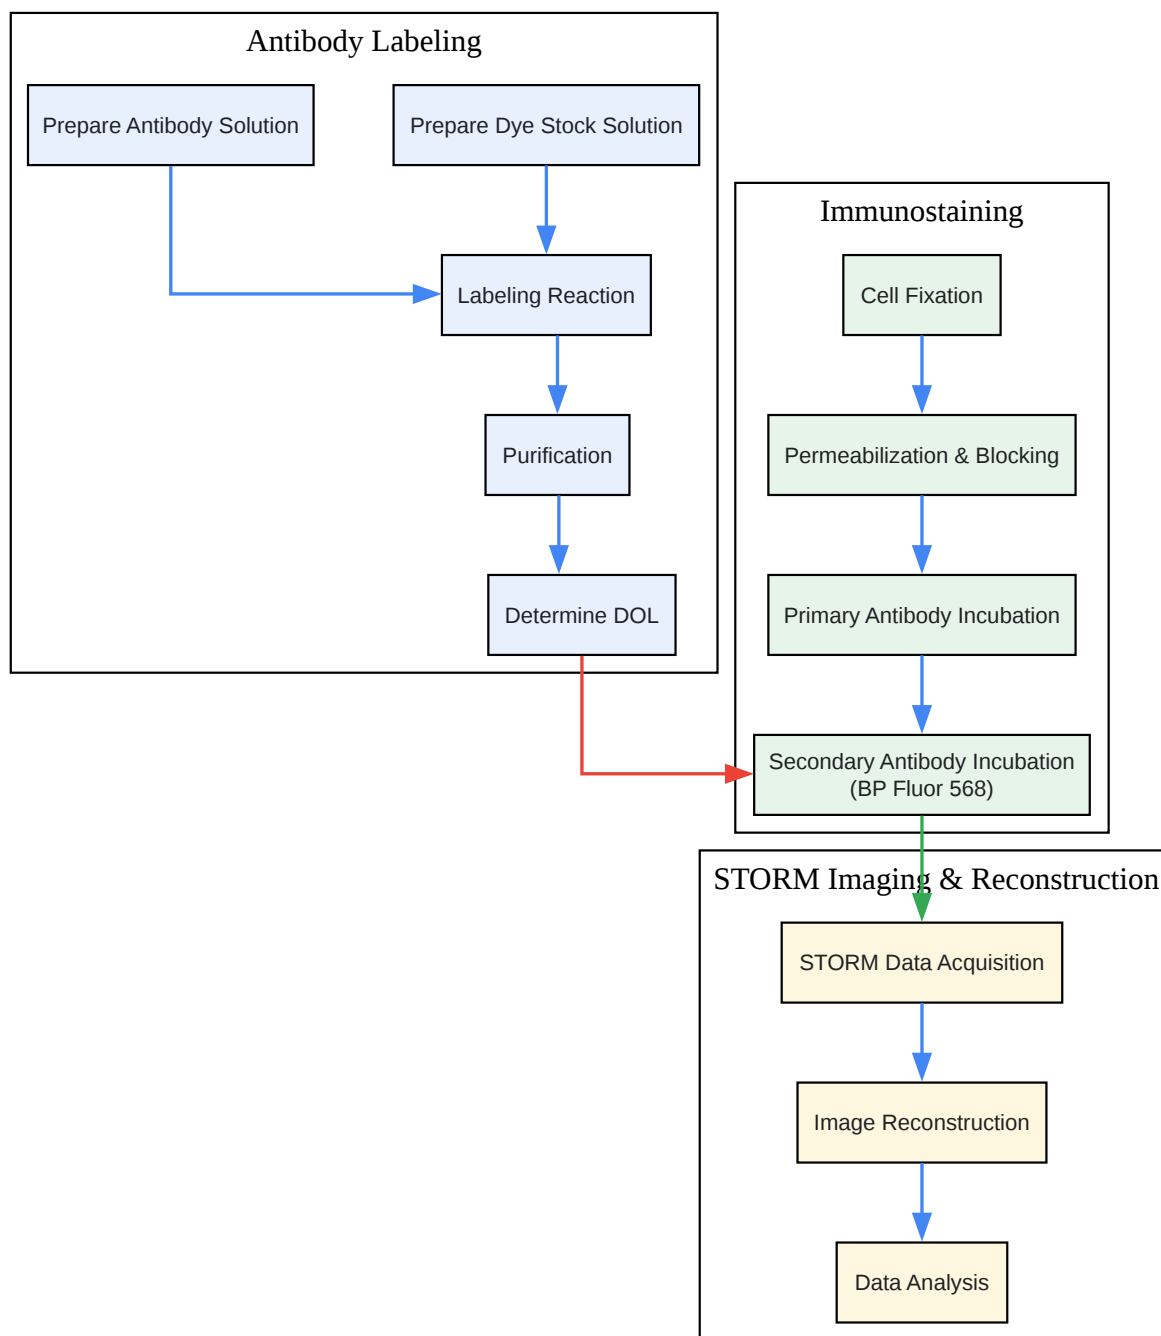 Antibody Labeling
Prepare Antibody Solution
Prepare Dye Stock Solution
Labeling Reaction
Purification
Determine DOL
Immunostaining
Cell Fixation
Permeabilization & Blocking
Primary Antibody Incubation
Secondary Antibody Incubation
(BP Fluor 568)
STORM Imaging & Reconstruction
STORM Data Acquisition
Image Reconstruction
Data Analysis